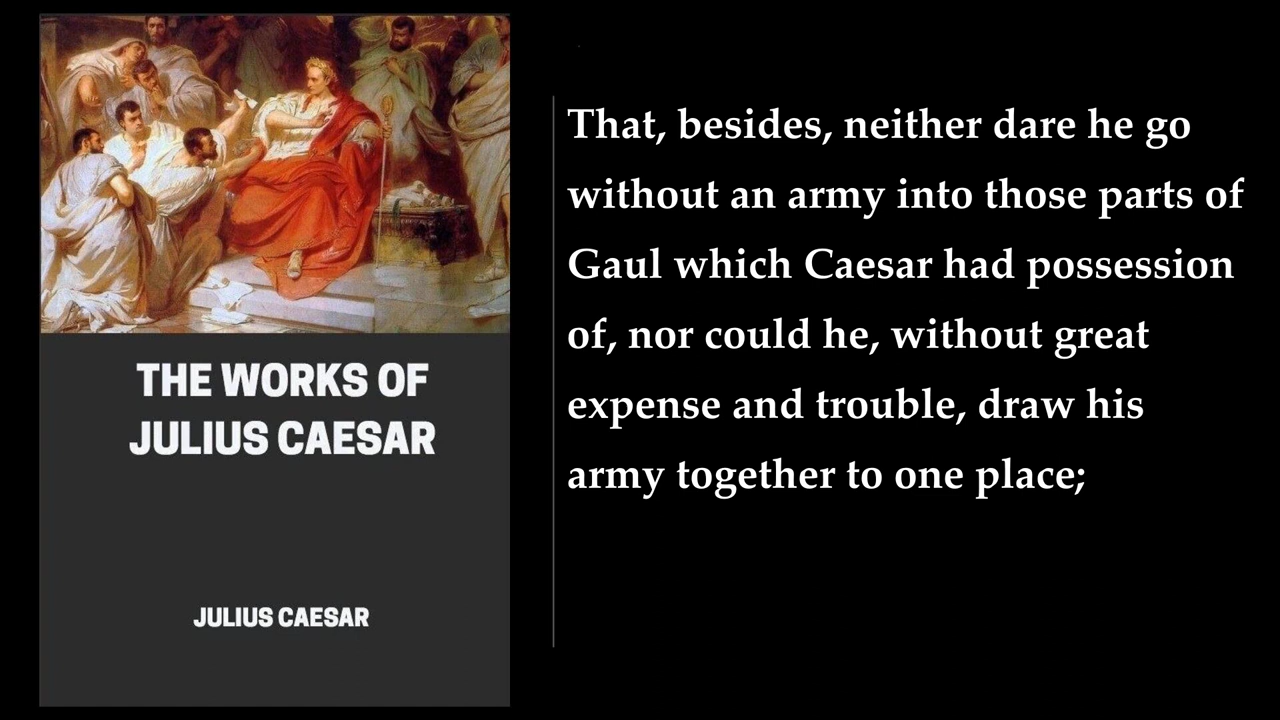 THE WORKS OF
JULIUS CAESAR
JULIUS CAESAR
That, besides, neither dare he go
without an army into those parts of
Gaul which Caesar had possession
of, nor could he, without great
expense and trouble, draw his
army together to one place;